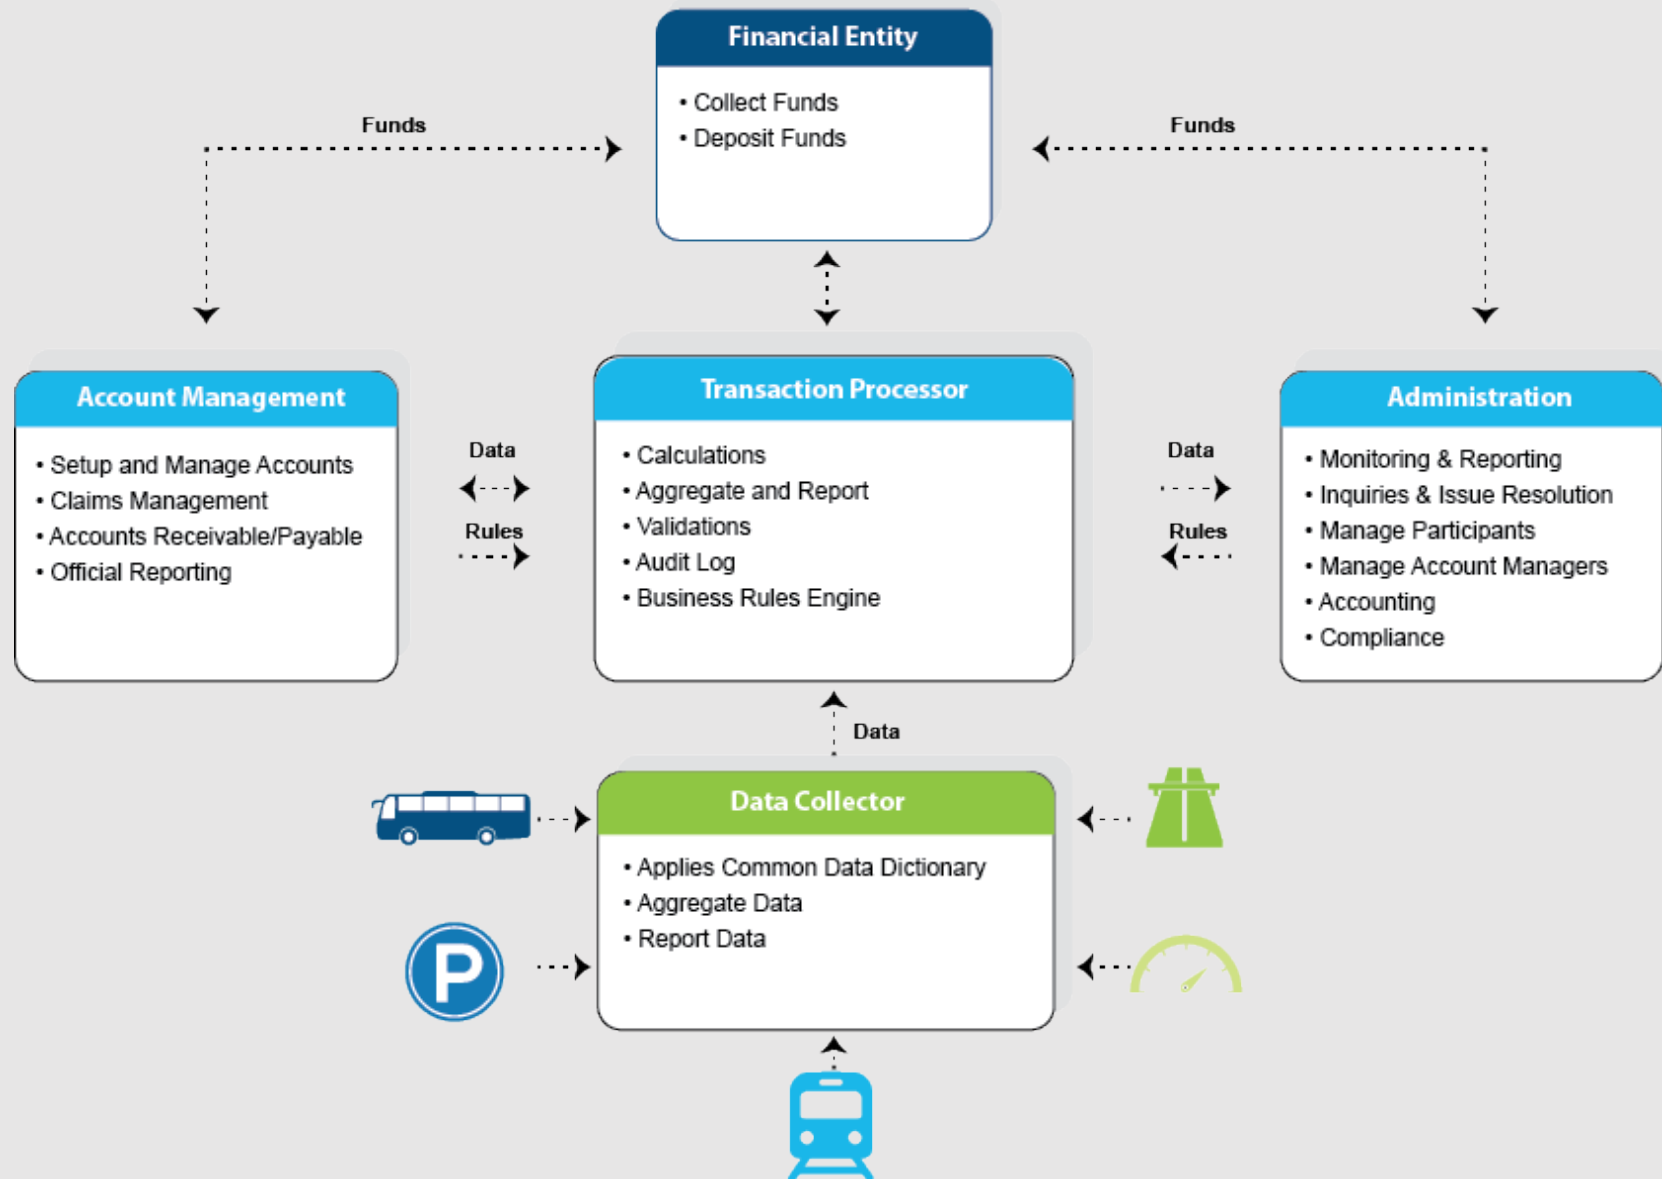 Financial Entity
• Collect Funds
• Deposit Funds
Funds
Funds
Account Management
• Setup and Manage Accounts
• Claims Management
• Accounts Receivable/Payable
• Official Reporting
Data
Rules
Transaction Processor
• Calculations
• Aggregate and Report
• Validations
• Audit Log
• Business Rules Engine
Data
Rules
Administration
• Monitoring & Reporting
• Inquiries & Issue Resolution
• Manage Participants
• Manage Account Managers
• Accounting
• Compliance
Data
Data Collector
• Applies Common Data Dictionary
• Aggregate Data
• Report Data
P